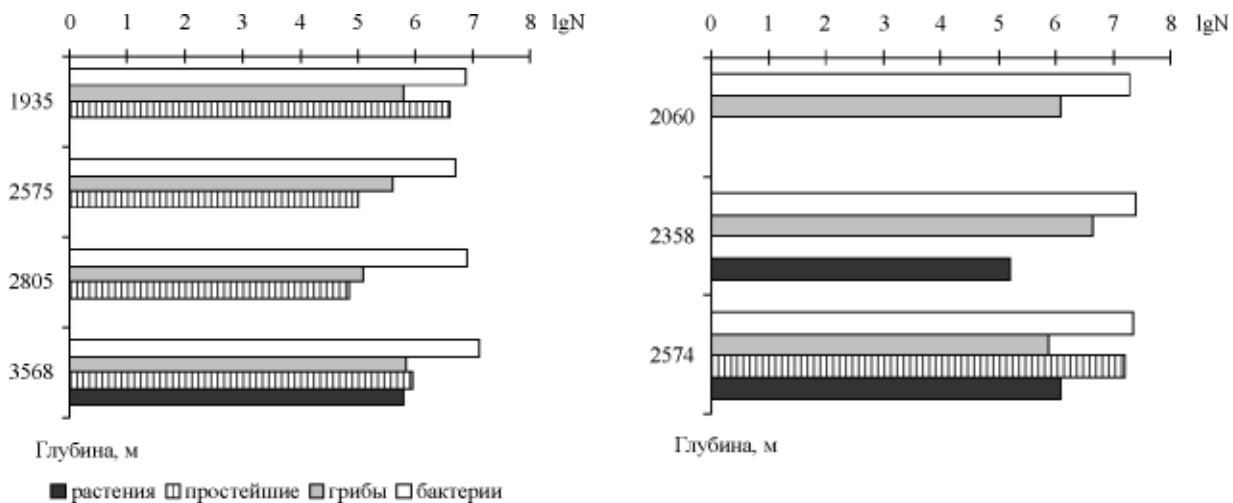 0 1 2 3 4 5 6 7 8 lgN
1935
2575
2805
3568
Глубина, м
растения простейшие грибы бактерии
0 1 2 3 4 5 6 7 8 lgN
2060
2358
2574
Глубина, м